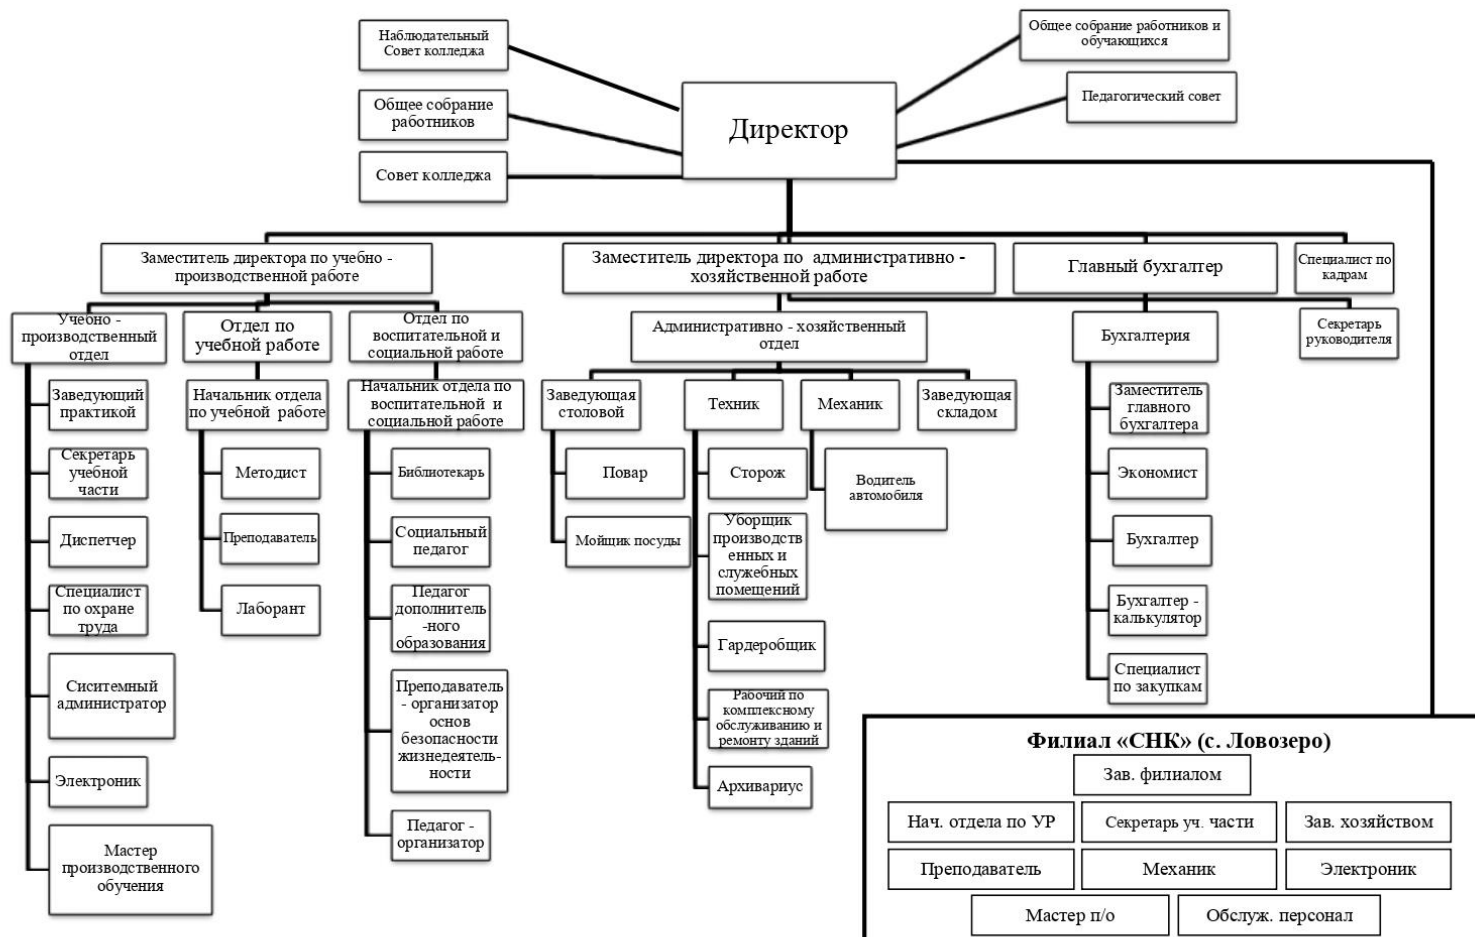 Наблюдательный
Совет колледжа
Общее собрание
работников
Совет колледжа
Директор
Общее собрание работников и
обучающихся
Педагогический совет
Заместитель директора по учебно -
производственной работе
Заместитель директора по административно -
хозяйственной работе
Главный бухгалтер
Специалист по
кадрам
Учебно -
производственный
отдел
Отдел по
учебной работе
Отдел по
воспитательной и
социальной работе
Административно - хозяйственный
отдел
Бухгалтерия
Секретарь
руководителя
Заведующий
практикой
Секретарь
учебной
части
Диспетчер
Специалист
по охране
труда
Сиситемный
администратор
Электроник
Мастер
производственного
обучения
Начальник отдела
по учебной работе
Методист
Преподаватель
Лаборант
Начальник отдела по
воспитательной и
социальной работе
Библиотекарь
Социальный
педагог
Педагог
дополнитель
-ного
образования
Преподаватель
- организатор
основ
безопасности
жизнедеятель-
ности
Педагог -
организатор
Заведующая
столовой
Повар
Мойщик посуды
Техник
Сторож
Уборщик
производств
енных и
служебных
помещений
Гардеробщик
Рабочий по
комплексному
обслуживанию и
ремонту зданий
Архивариус
Механик
Водитель
автомобиля
Заведующая
складом
Заместитель
главного
бухгалтера
Экономист
Бухгалтер
Бухгалтер -
калькулятор
Специалист
по закупкам
Филиал «СНК» (с. Ловозеро)
Зав. филиалом
Нач. отдела по УР
Секретарь уч. части
Зав. хозяйством
Преподаватель
Механик
Электроник
Мастер п/о
Обслуж. персонал